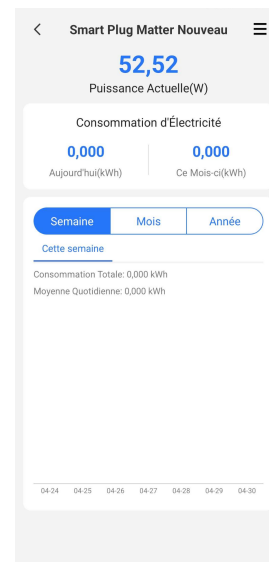 Smart Plug Matter Nouveau
52,52
Puissance Actuelle(W)
Consommation d'Électricité
0,000 0,000
Aujourd'hui(kWh) Ce Mois-ci(kWh)
Semaine Mois Année
Cette semaine
Consommation Totale: 0,000 kWh
Moyenne Quotidienne: 0,000 kWh
04-24 04-25 04-26 04-27 04-28 04-29 04-30